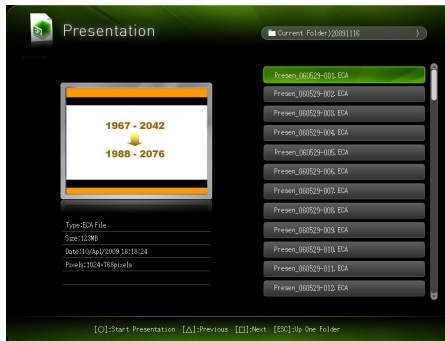 Presentation
Current Folder)20091116
Presen_060529-001.ECA
Presen_060529-002.ECA
Presen_060529-003.ECA
Presen_060529-004.ECA
Presen_060529-005.ECA
Presen_060529-006.ECA
Presen_060529-007.ECA
Presen_060529-008.ECA
Presen_060529-009.ECA
Presen_060529-010.ECA
Presen_060529-011.ECA
Presen_060529-012.ECA
1967 - 2042
1988 - 2076
Type:ECA File
Size:123MB
Date:10/Apl/2009 18:18:24
Pixels:1024×768pixels
[○]:Start Presentation [△]:Previous [□]:Next [ESC]:Up One Folder